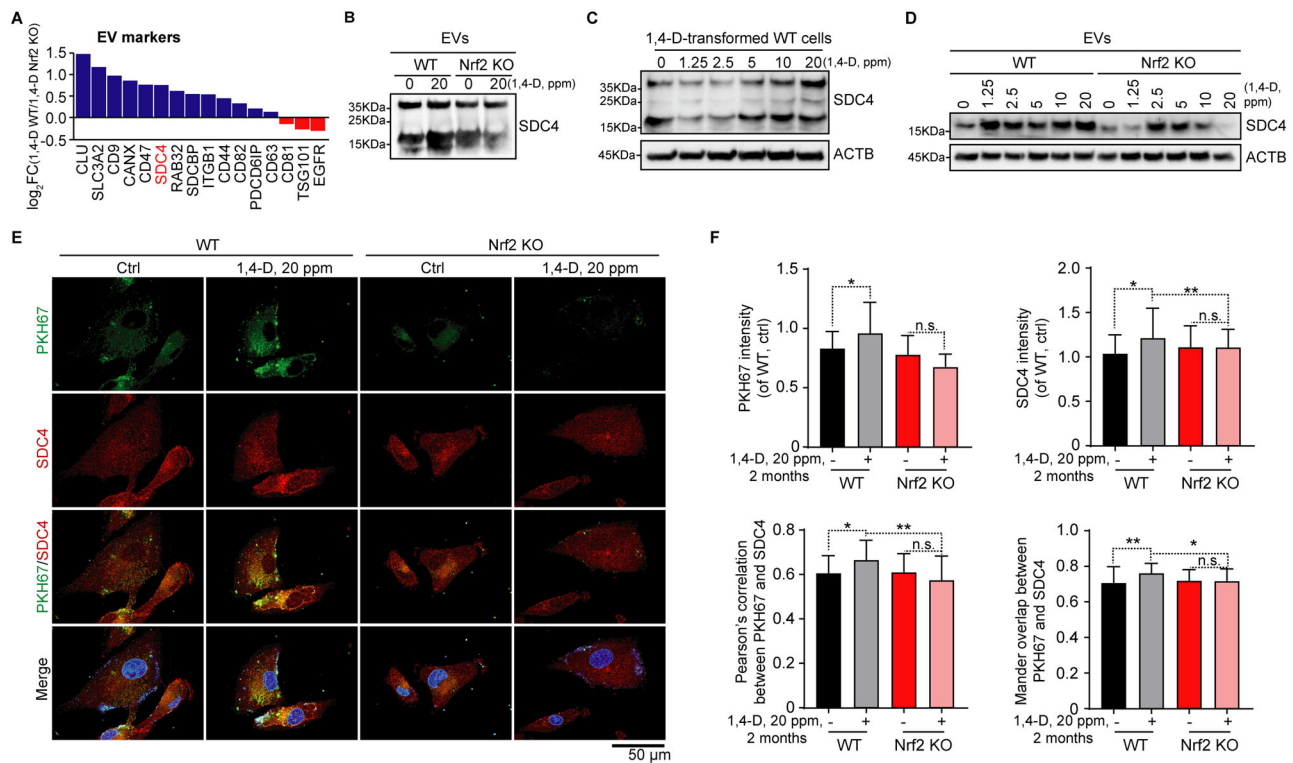 A
EV markers
log2FC(1,4-D WT/1,4-D Nrf2 KO)
1.5
1.0
0.5
0.0
-0.5
CLU
SLC3A2
CD9
CANX
CD47
SDC4
RAB32
SDCBP
ITGB1
CD44
CD82
PDCD6IP
CD63
CD81
TSG101
EGFR
B
EVs
WT Nrf2 KO
0 20 0 20 (1,4-D, ppm)
35KDa
25KDa
15KDa
SDC4
C
1,4-D-transformed WT cells
0 1.25 2.5 5 10 20 (1,4-D, ppm)
35KDa
25KDa
15KDa
SDC4
45KDa
ACTB
D
EVs
WT Nrf2 KO
0 1.25 2.5 5 10 20 0 1.25 2.5 5 10 20 (1,4-D, ppm)
15KDa
SDC4
45KDa
ACTB
E
WT Nrf2 KO
Ctrl 1,4-D, 20 ppm Ctrl 1,4-D, 20 ppm
PKH67
SDC4
PKH67/SDC4
Merge
50 µm
F
PKH67 intensity
(of WT, ctrl)
1.5
1.0
0.5
0
*
n.s.
1,4-D, 20 ppm, - + - +
2 months WT Nrf2 KO
SDC4 intensity
(of WT, ctrl)
2.0
1.5
1.0
0.5
0
* **
n.s.
1,4-D, 20 ppm, - + - +
2 months WT Nrf2 KO
Pearson's correlation
between PKH67 and SDC4
0.8
0.6
0.4
0.2
0
* **
n.s.
1,4-D, 20 ppm, - + - +
2 months WT Nrf2 KO
Mander overlap between
PKH67 and SDC4
1.0
0.8
0.6
0.4
0.2
0
** *
n.s.
1,4-D, 20 ppm, - + - +
2 months WT Nrf2 KO